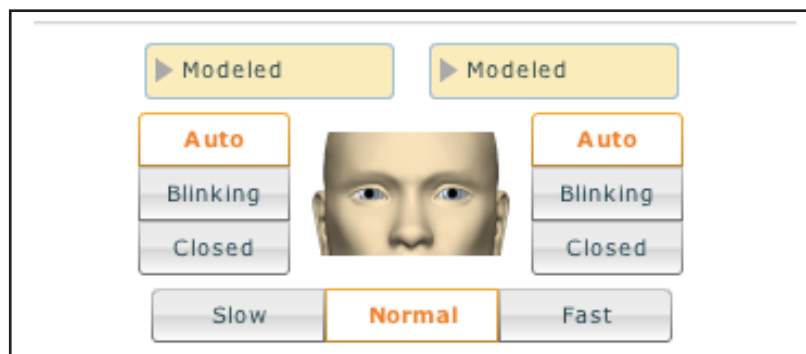 Modeled Modeled
Auto Auto
Blinking Blinking
Closed Closed
Slow Normal Fast